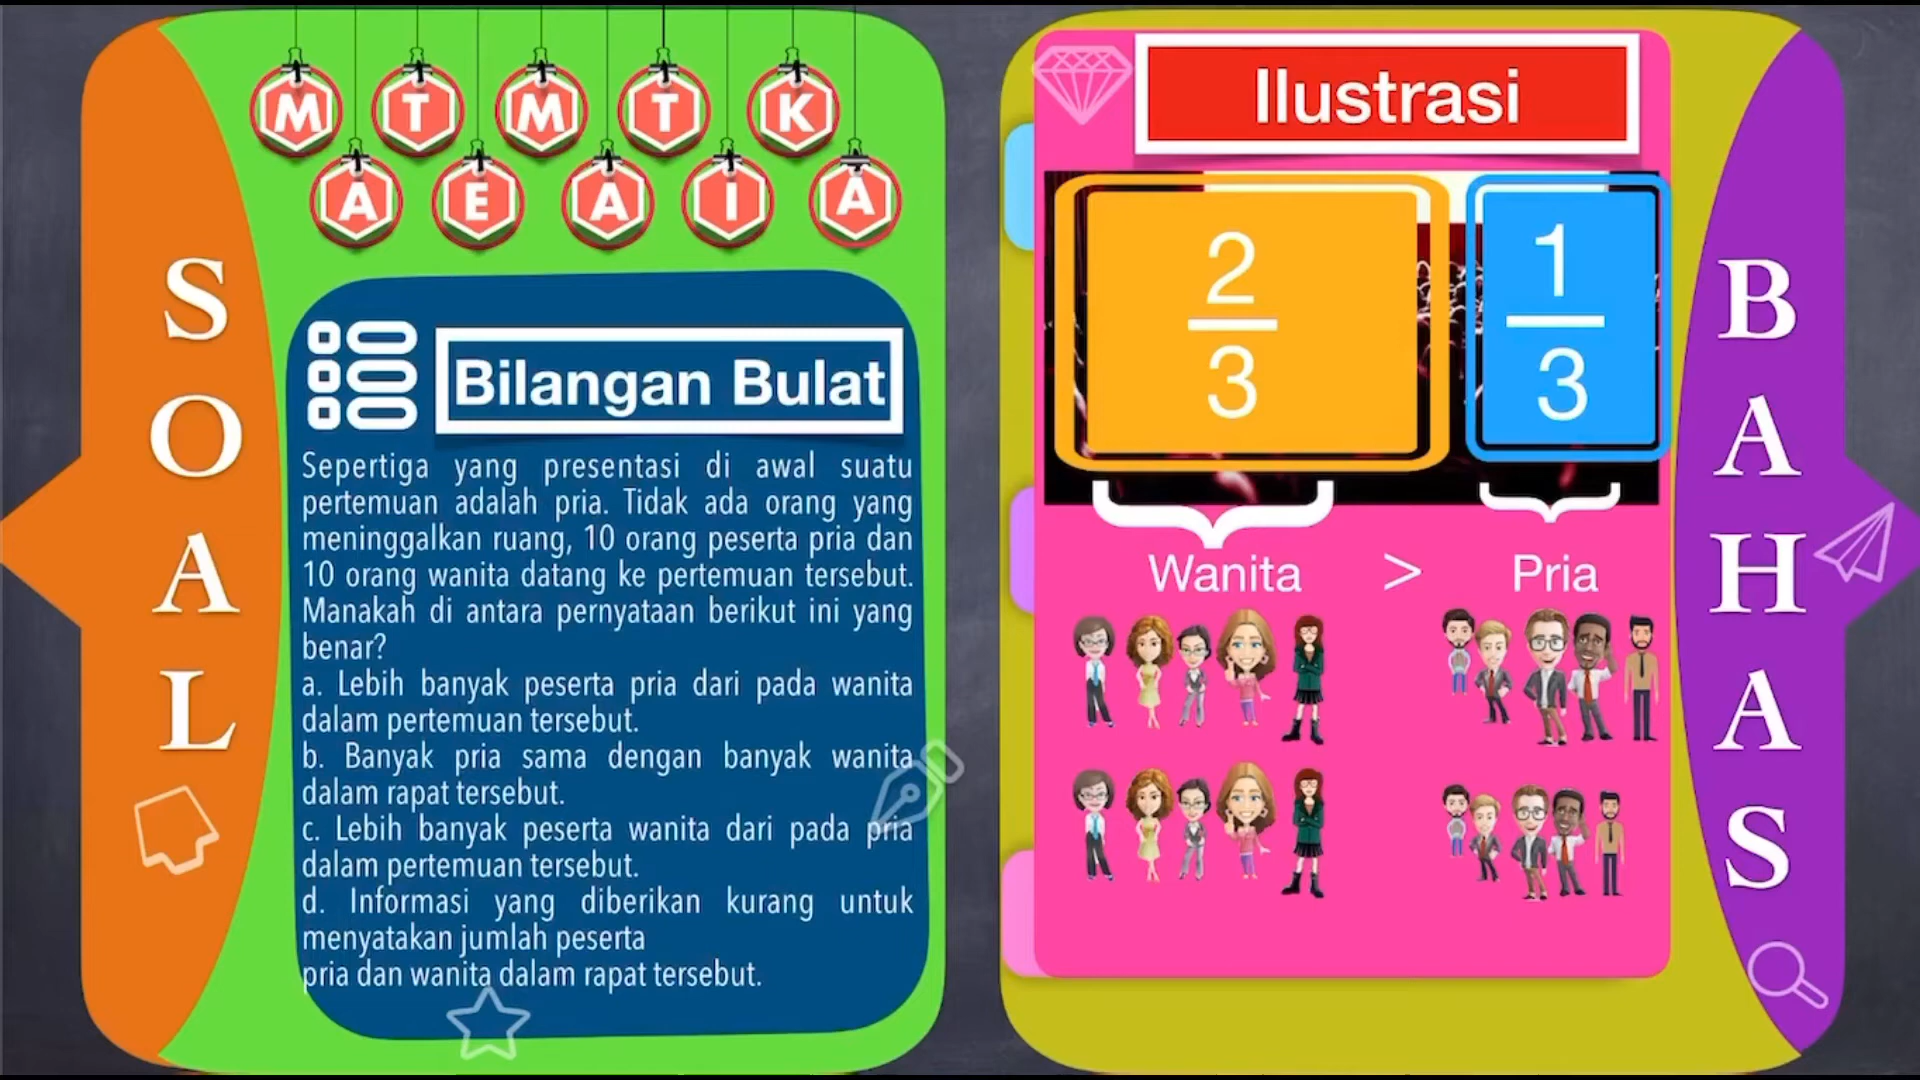 S
O
A
L
M T M T K
A E A I A
Bilangan Bulat
Sepertiga yang presentasi di awal suatu
pertemuan adalah pria. Tidak ada orang yang
meninggalkan ruang, 10 orang peserta pria dan
10 orang wanita datang ke pertemuan tersebut.
Manakah di antara pernyataan berikut ini yang
benar?
a. Lebih banyak peserta pria dari pada wanita
dalam pertemuan tersebut.
b. Banyak pria sama dengan banyak wanita
dalam rapat tersebut.
c. Lebih banyak peserta wanita dari pada pria
dalam pertemuan tersebut.
d. Informasi yang diberikan kurang untuk
menyatakan jumlah peserta
pria dan wanita dalam rapat tersebut.
Ilustrasi
2
3
1
3
Wanita > Pria
B
A
H
A
S